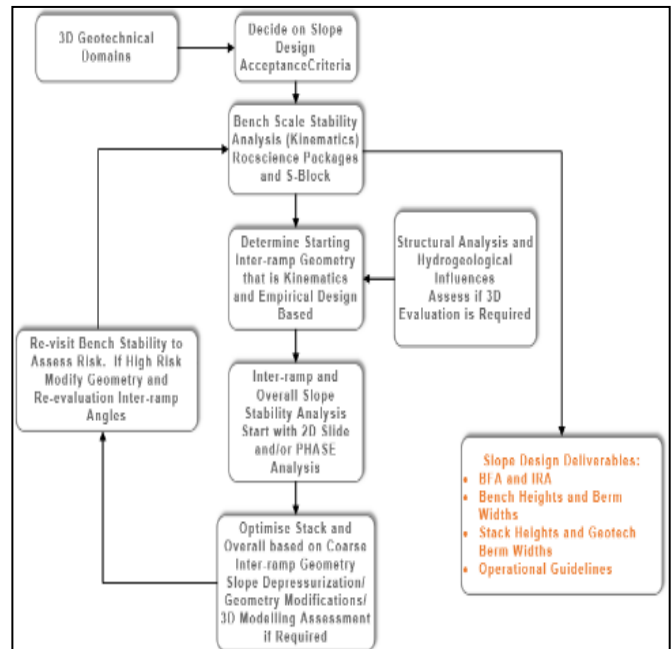 3D Geotechnical
Domains
Decide on Slope
Design
AcceptanceCriteria
Bench Scale Stability
Analysis (Kinematics)
Rocscience Packages
and S-Block
Determine Starting
Inter-ramp Geometry
that is Kinematics
and Empirical Design
Based
Structural Analysis and
Hydrogeological
Influences
Assess if 3D
Evaluation is Required
Re-visit Bench Stability to
Assess Risk. If High Risk
Modify Geometry and
Re-evaluation Inter-ramp
Angles
Inter-ramp and
Overall Slope
Stability Analysis
Start with 2D Slide
and/or PHASE
Analysis
Optimise Stack and
Overall based on Coarse
Inter-ramp Geometry
Slope Depressurization/
Geometry Modifications/
3D Modelling Assessment
if Required
Slope Design Deliverables:
• BFA and IRA
• Bench Heights and Berm
Widths
• Stack Heights and Geotech
Berm Widths
• Operational Guidelines